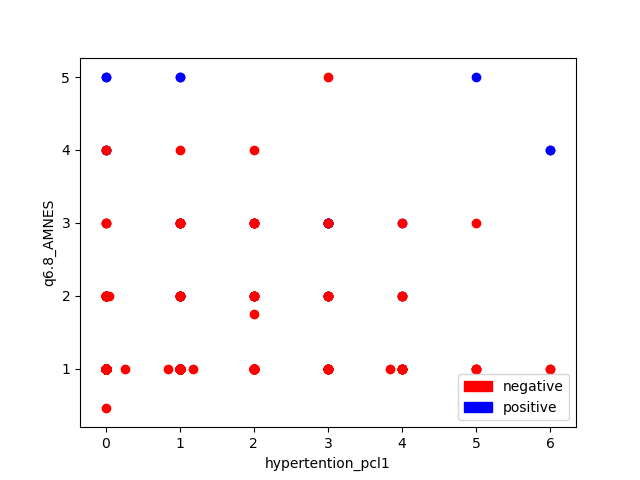 5
4
3
2
1
q6.8_AMNES
negative
positive
0 1 2 3 4 5 6
hypertention_pcl1